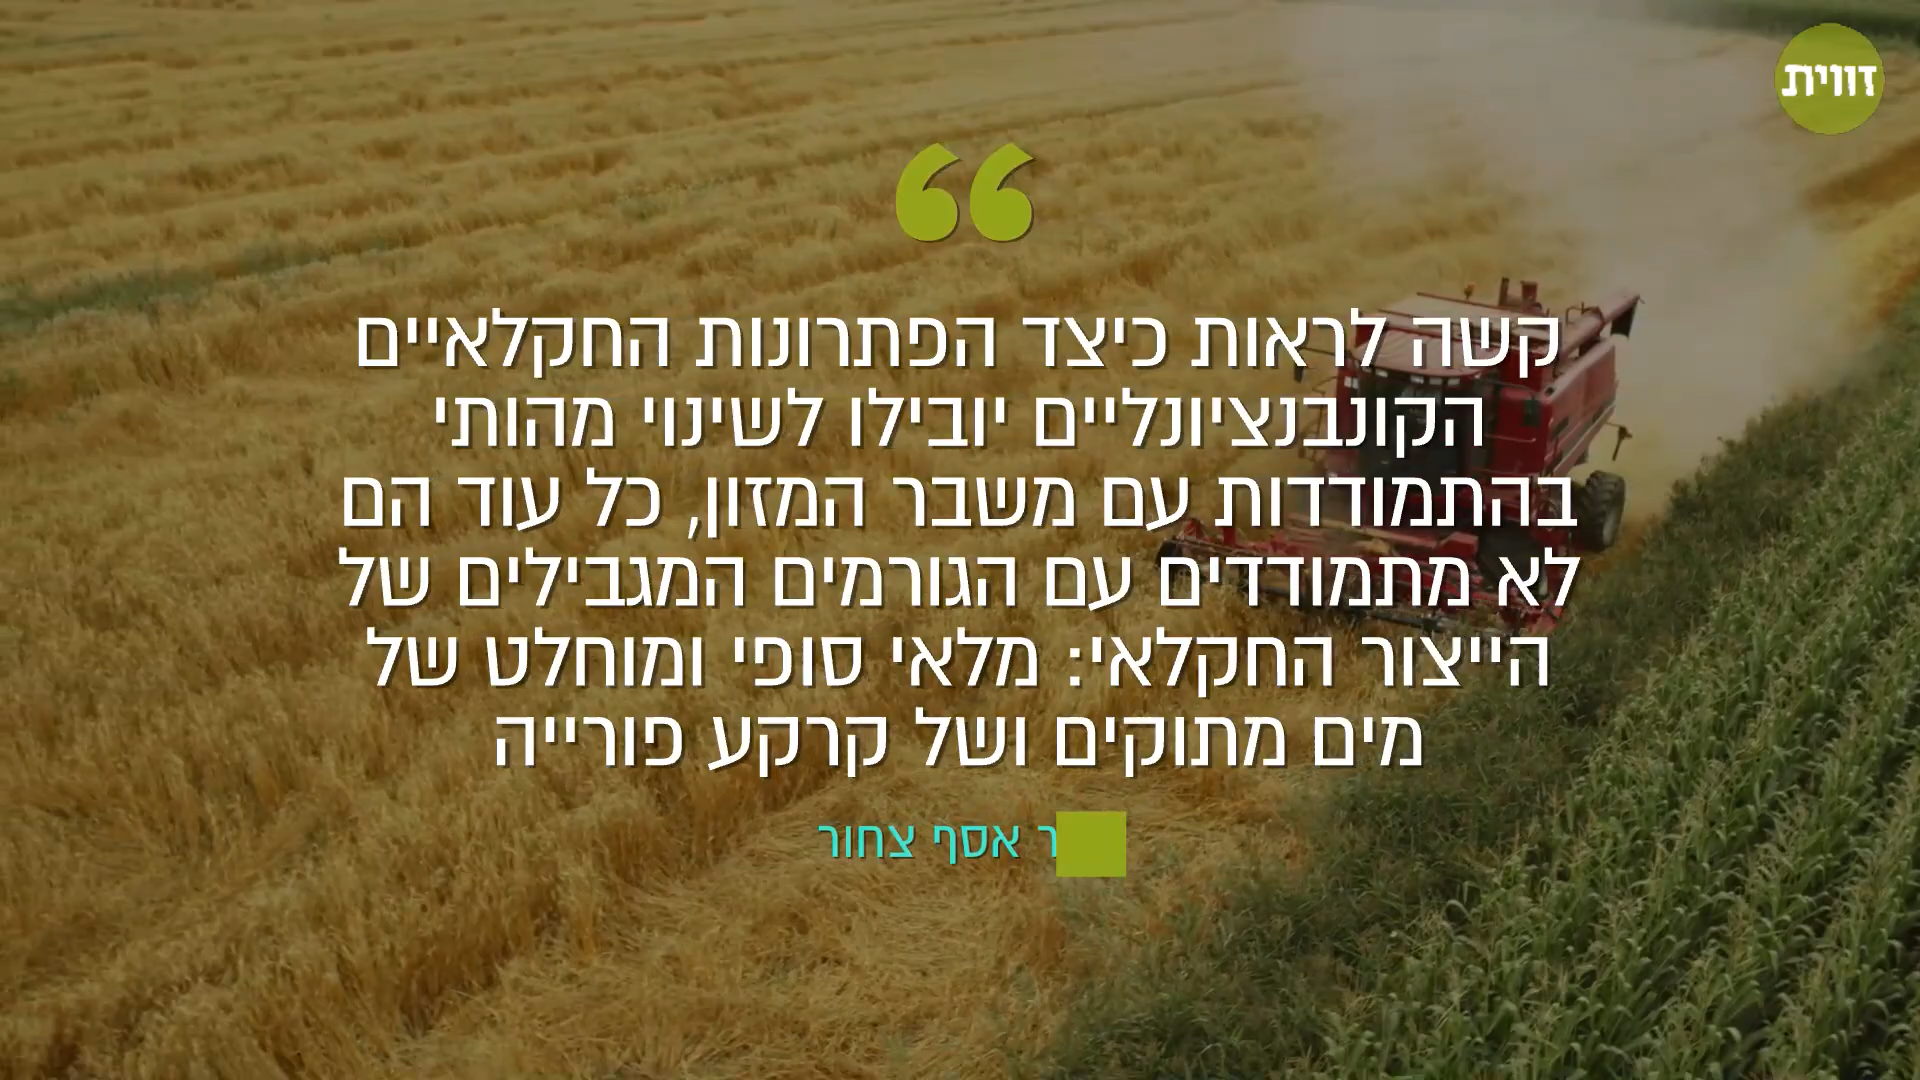 זווית
קשה לראות כיצד הפתרונות החקלאיים
הקונבנציונליים יובילו לשינוי מהותי
בהתמודדות עם משבר המזון, כל עוד הם
לא מתמודדים עם הגורמים המגבילים של
הייצור החקלאי: מלאי סופי ומוחלט של
מים מתוקים ושל קרקע פורייה
ר אסף צחור